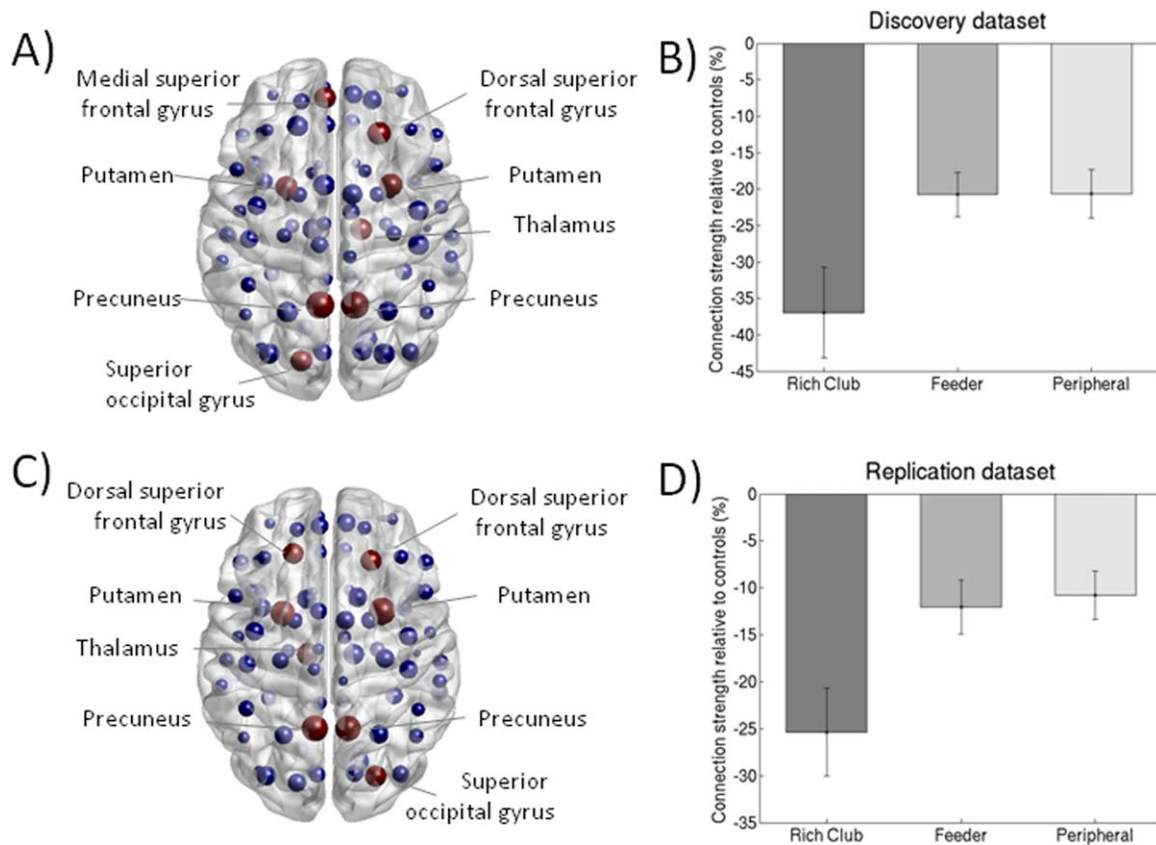 A)
Medial superior
frontal gyrus
Dorsal superior
frontal gyrus
Putamen
Putamen
Thalamus
Precuneus
Precuneus
Superior
occipital gyrus
B)
Discovery dataset
Connection strength relative to controls (%)
0
-5
-10
-15
-20
-25
-30
-35
-40
-45
Rich Club
Feeder
Peripheral
C)
Dorsal superior
frontal gyrus
Dorsal superior
frontal gyrus
Putamen
Putamen
Thalamus
Precuneus
Precuneus
Superior
occipital gyrus
D)
Replication dataset
Connection strength relative to controls (%)
0
-5
-10
-15
-20
-25
-30
-35
Rich Club
Feeder
Peripheral